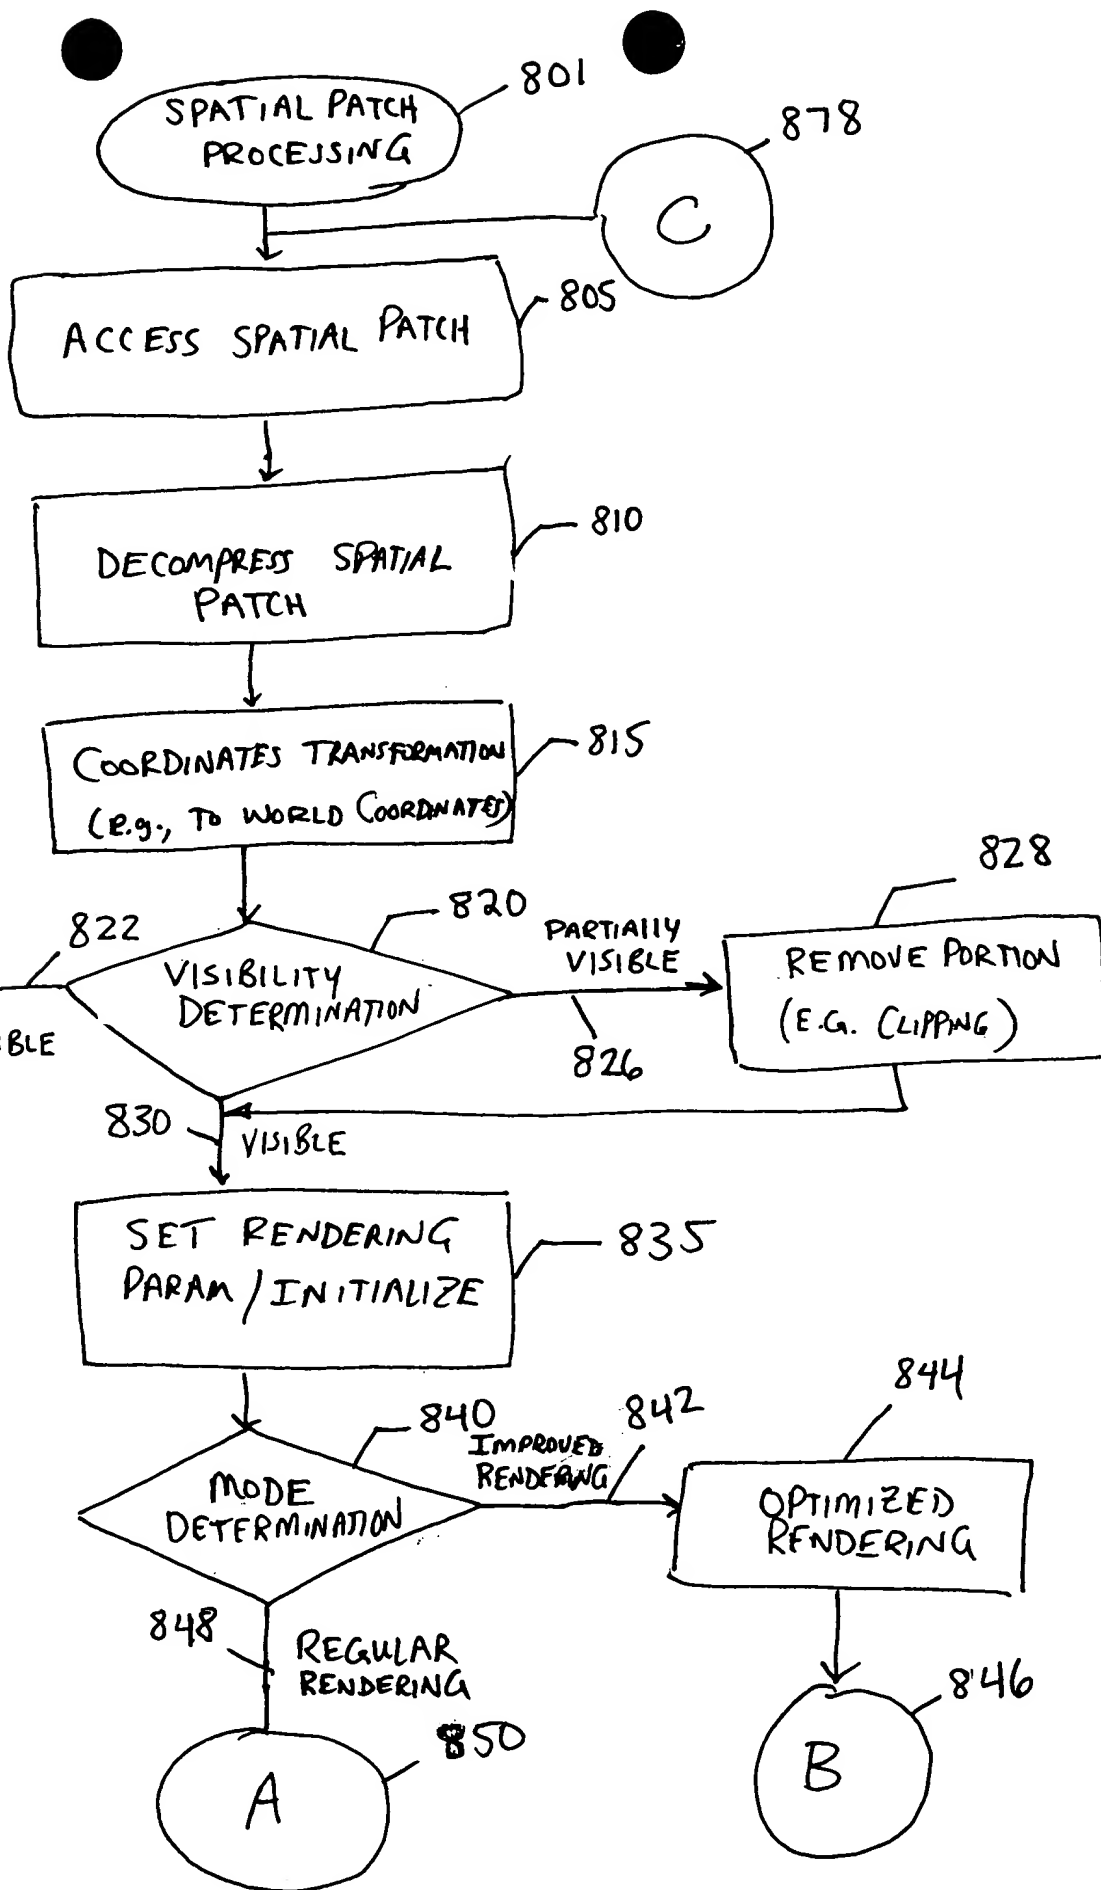 801
SPATIAL PATCH
PROCESSING
878
C
805
ACCESS SPATIAL PATCH
810
DECOMPRESS SPATIAL
PATCH
815
COORDINATES TRANSFORMATION
(e.g., TO WORLD COORDINATES)
828
822
820
PARTIALLY
VISIBLE
VISIBILITY
DETERMINATION
REMOVE PORTION
(E.G. CLIPPING)
IBLE
826
830
VISIBLE
SET RENDERING
PARAM/INITIALIZE
835
844
840
842
IMPROVED
RENDERING
MODE
DETERMINATION
OPTIMIZED
RENDERING
848
REGULAR
RENDERING
846
850
A
B